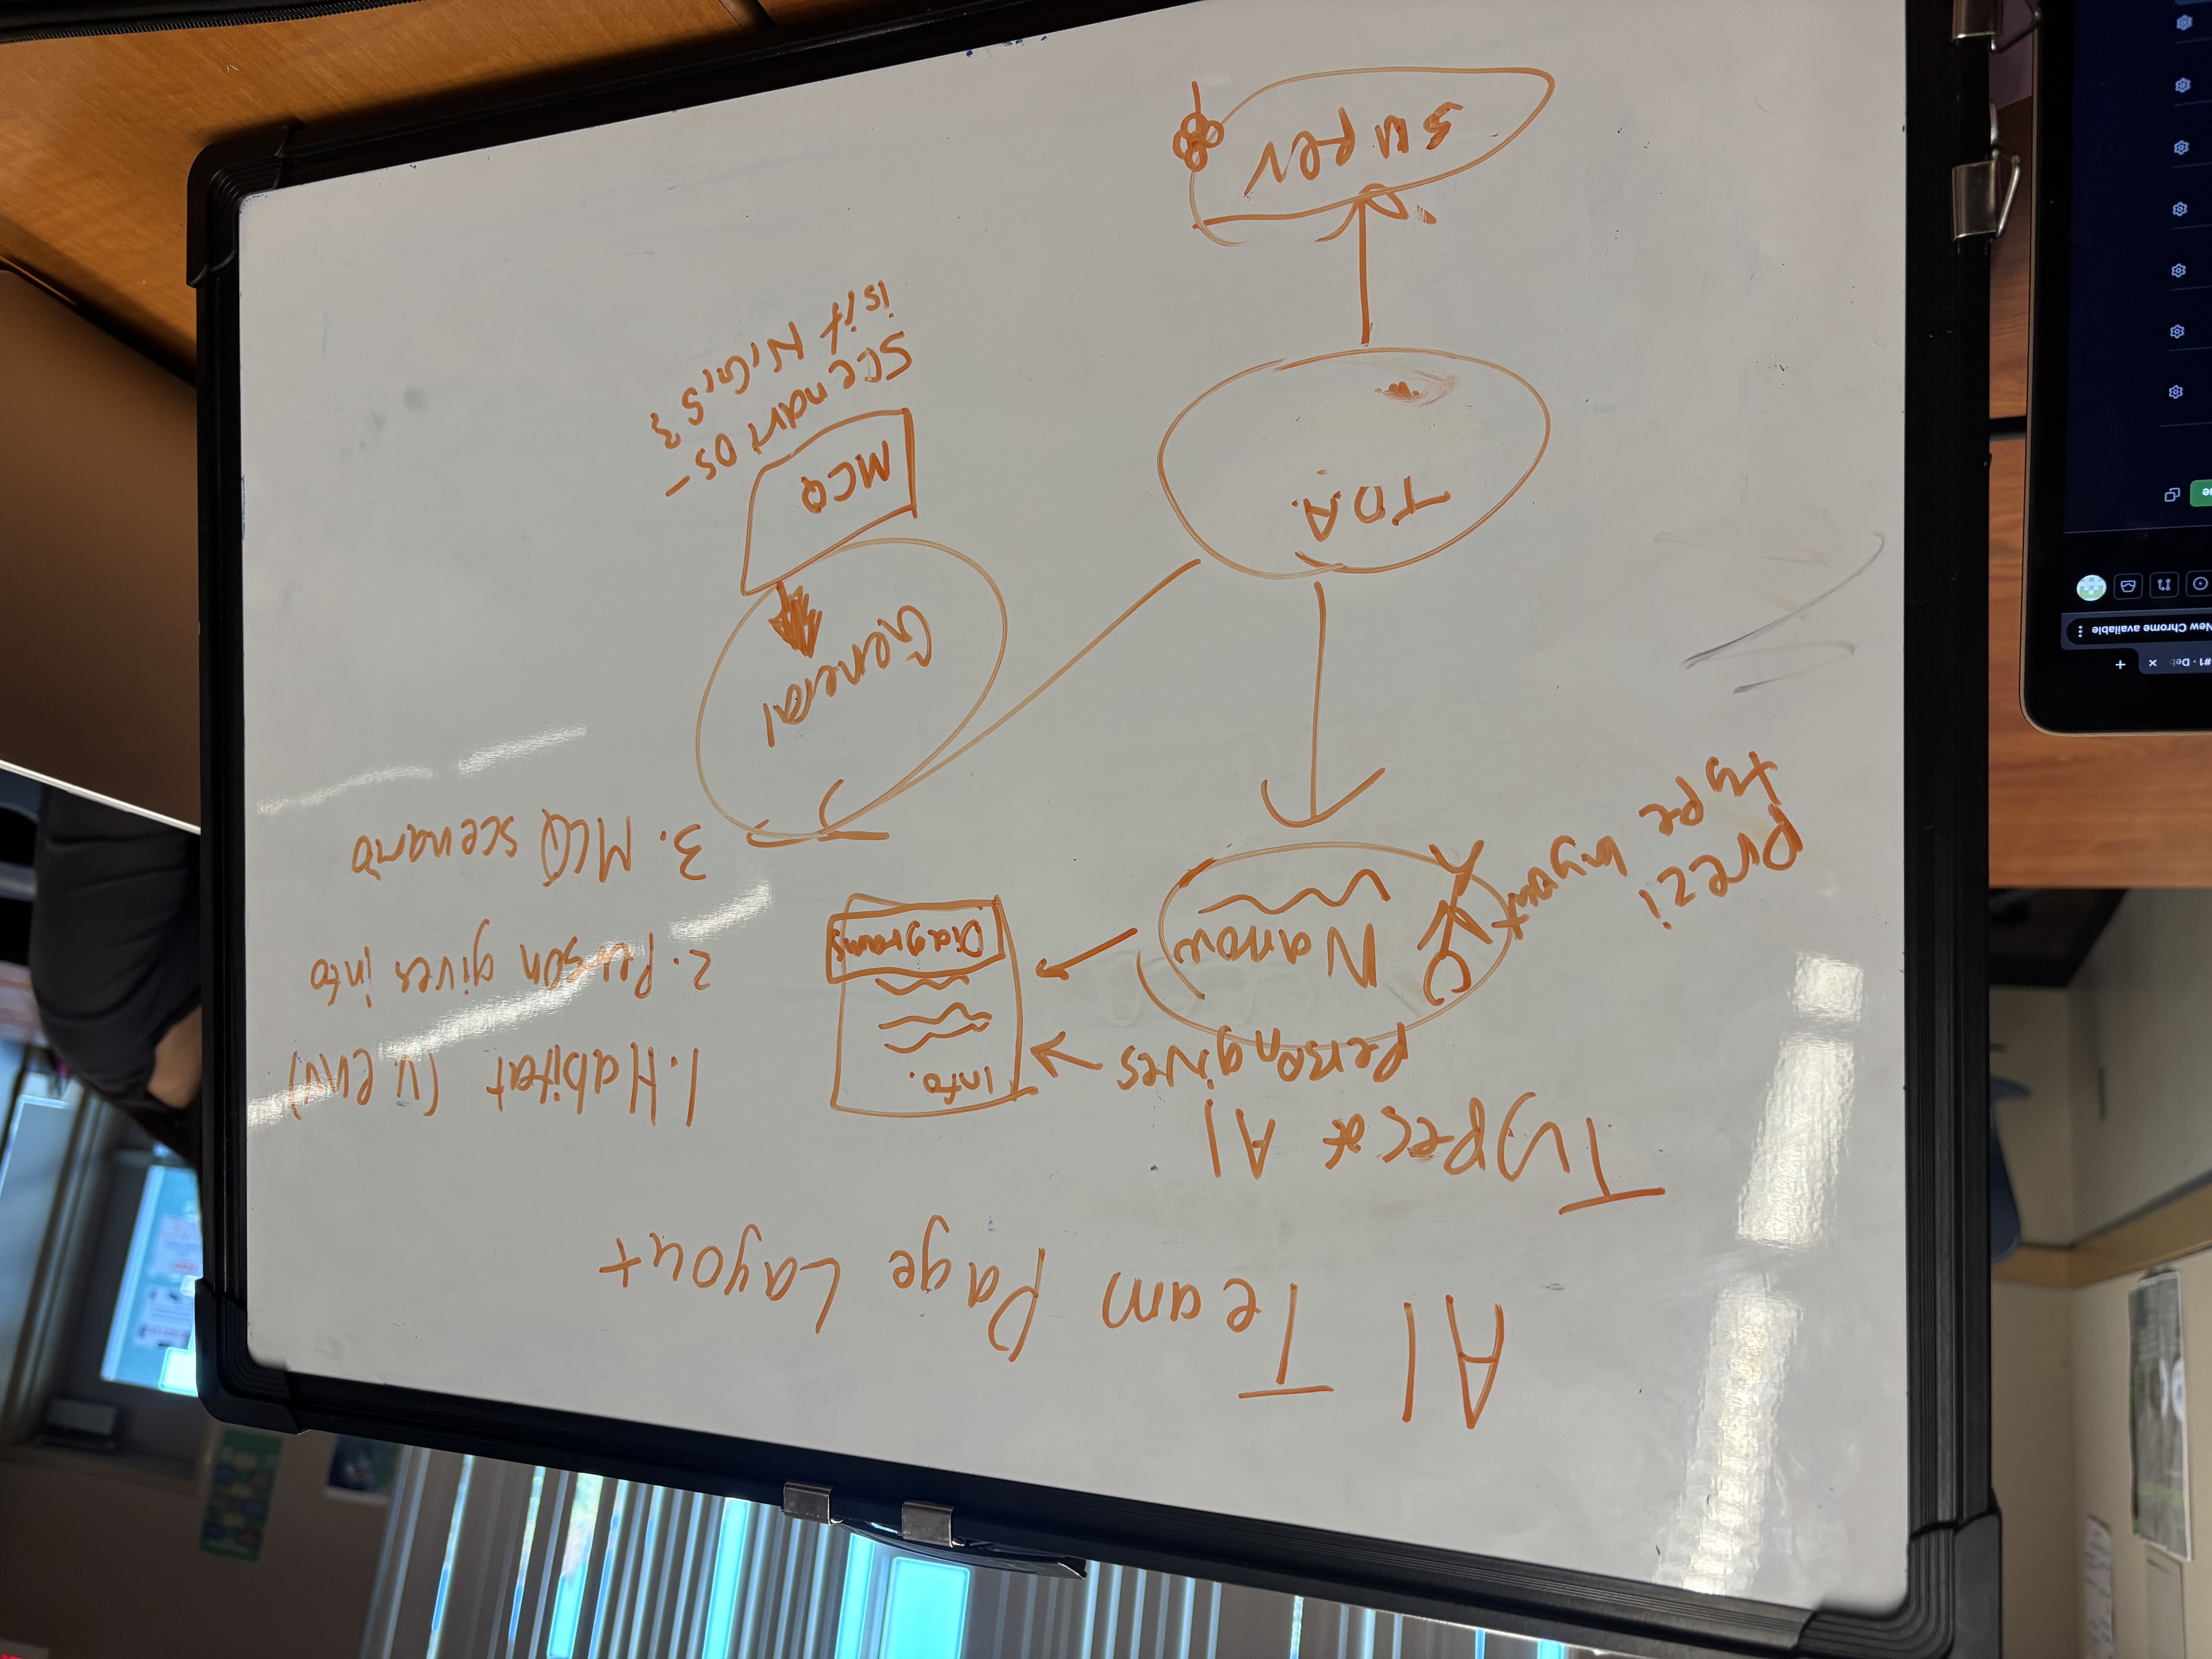 AI Team Page Layout
Types of AI
person gives
Info.
Diagrams
Narrow
prezi
type layout
1. Habitat (v. env)
2. Person gives info
3. MCQ scenario
General
MCQ
scenarios -
is it N, G, S?
T.O.A.
super
#1 - Deb
New Chrome available